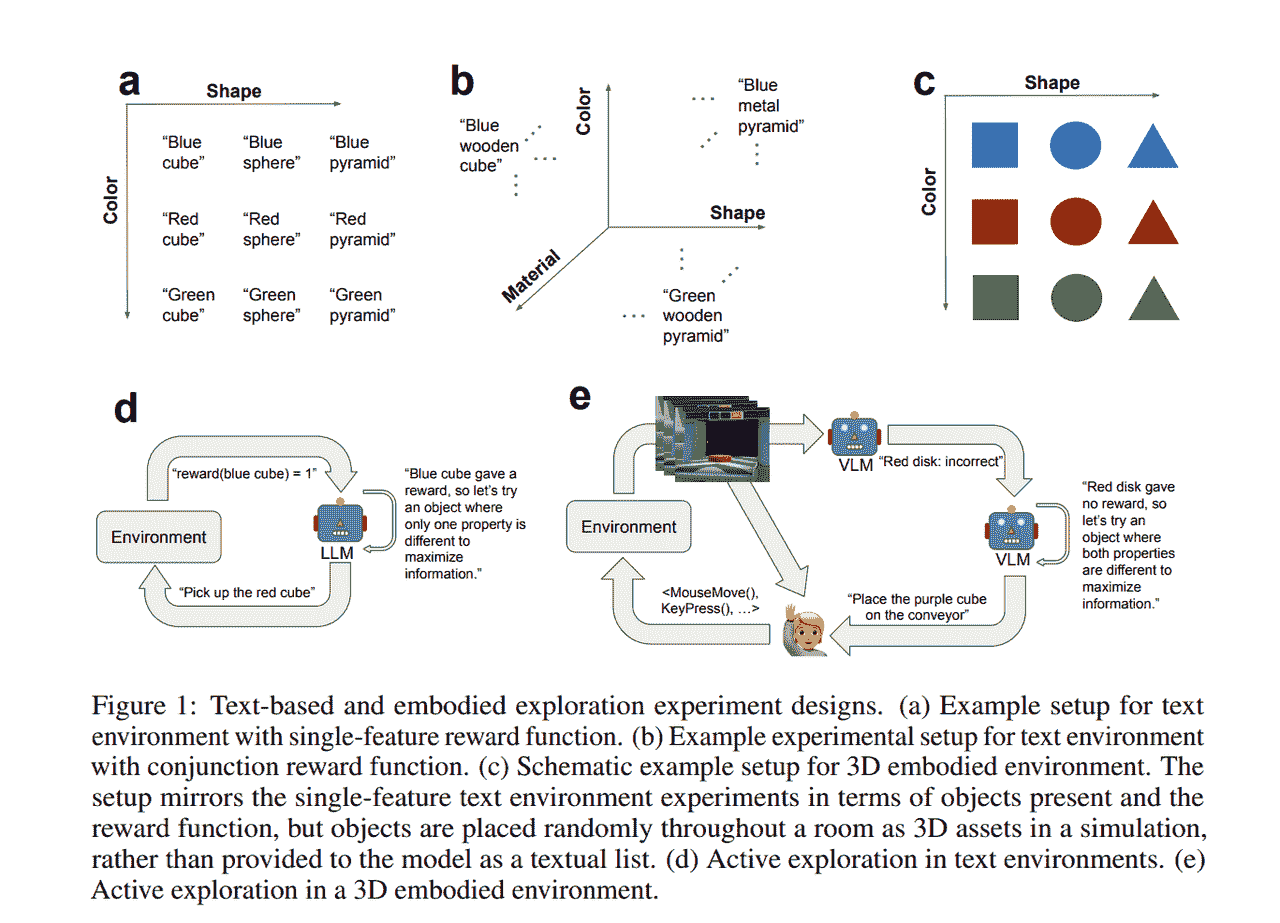 a
Shape
Color
“Blue
cube”
“Blue
sphere”
“Blue
pyramid”
“Red
cube”
“Red
sphere”
“Red
pyramid”
“Green
cube”
“Green
sphere”
“Green
pyramid”
b
Color
Shape
Material
“Blue
wooden
cube”
“Blue
metal
pyramid”
“Green
wooden
pyramid”
c
Shape
Color
d
“reward(blue cube) = 1”
Environment
LLM
“Blue cube gave a
reward, so let’s try
an object where
only one property is
different to
maximize
information.”
“Pick up the red cube”
e
VLM
“Red disk: incorrect”
Environment
VLM
“Red disk gave
no reward, so
let’s try an
object where
both properties
are different to
maximize
information.”
<MouseMove(),
KeyPress(), …>
“Place the purple cube
on the conveyor”
Figure 1: Text-based and embodied exploration experiment designs. (a) Example setup for text
environment with single-feature reward function. (b) Example experimental setup for text environment
with conjunction reward function. (c) Schematic example setup for 3D embodied environment. The
setup mirrors the single-feature text environment experiments in terms of objects present and the
reward function, but objects are placed randomly throughout a room as 3D assets in a simulation,
rather than provided to the model as a textual list. (d) Active exploration in text environments. (e)
Active exploration in a 3D embodied environment.